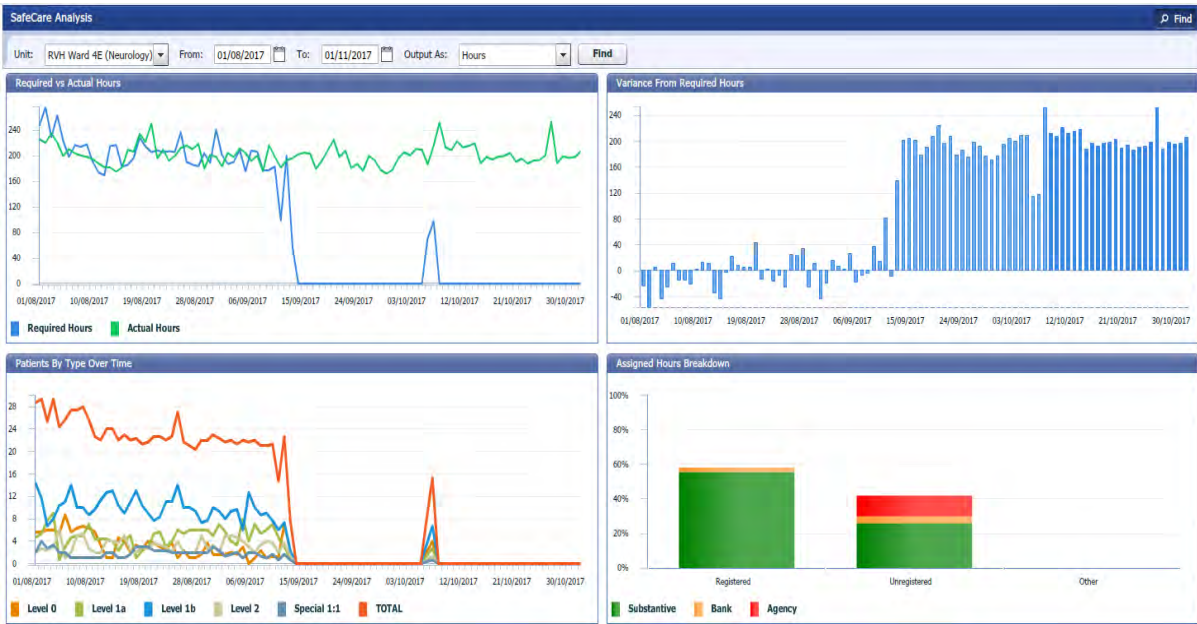 SafeCare Analysis
Find
Unit: RVH Ward 4E (Neurology) From: 01/08/2017 To: 01/11/2017 Output As: Hours Find
Required vs Actual Hours
240
200
160
120
80
40
0
01/08/2017 10/08/2017 19/08/2017 28/08/2017 06/09/2017 15/09/2017 24/09/2017 03/10/2017 12/10/2017 21/10/2017 30/10/2017
Required Hours Actual Hours
Variance From Required Hours
240
200
160
120
80
40
0
-40
01/08/2017 10/08/2017 19/08/2017 28/08/2017 06/09/2017 15/09/2017 24/09/2017 03/10/2017 12/10/2017 21/10/2017 30/10/2017
Patients By Type Over Time
28
24
20
16
12
8
4
0
01/08/2017 10/08/2017 19/08/2017 28/08/2017 06/09/2017 15/09/2017 24/09/2017 03/10/2017 12/10/2017 21/10/2017 30/10/2017
Level 0 Level 1a Level 1b Level 2 Special 1:1 TOTAL
Assigned Hours Breakdown
100%
80%
60%
40%
20%
0%
Registered Unregistered Other
Substantive Bank Agency